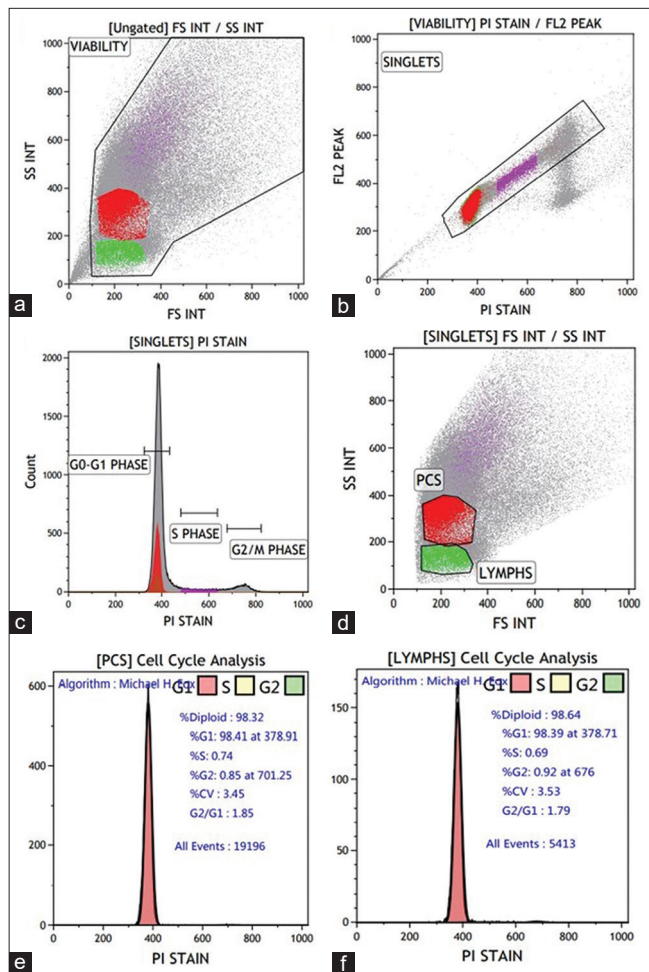 [Ungated] FS INT / SS INT
VIABILITY
1000
800
600
400
200
0
SS INT
0 200 400 600 800 1000
FS INT
a
[VIABILITY] PI STAIN / FL2 PEAK
SINGLETS
1000
800
600
400
200
0
FL2 PEAK
0 200 400 600 800 1000
PI STAIN
b
[SINGLETS] PI STAIN
2000
1500
1000
500
0
Count
G0-G1 PHASE
S PHASE
G2/M PHASE
0 200 400 600 800 1000
PI STAIN
c
[SINGLETS] FS INT / SS INT
1000
800
600
400
200
0
SS INT
PCS
LYMPHS
0 200 400 600 800 1000
FS INT
d
[PCS] Cell Cycle Analysis
Algorithm : Michael H. Fox
G1 S G2
600
400
200
0
%Diploid : 98.32
%G1: 98.41 at 378.91
%S: 0.74
%G2: 0.85 at 701.25
%CV : 3.45
G2/G1 : 1.85
All Events : 19196
0 200 400 600 800 1000
PI STAIN
e
[LYMPHS] Cell Cycle Analysis
Algorithm : Michael H. Fox
G1 S G2
150
100
50
0
%Diploid : 98.64
%G1: 98.39 at 378.71
%S: 0.69
%G2: 0.92 at 676
%CV : 3.53
G2/G1 : 1.79
All Events : 5413
0 200 400 600 800 1000
PI STAIN
f